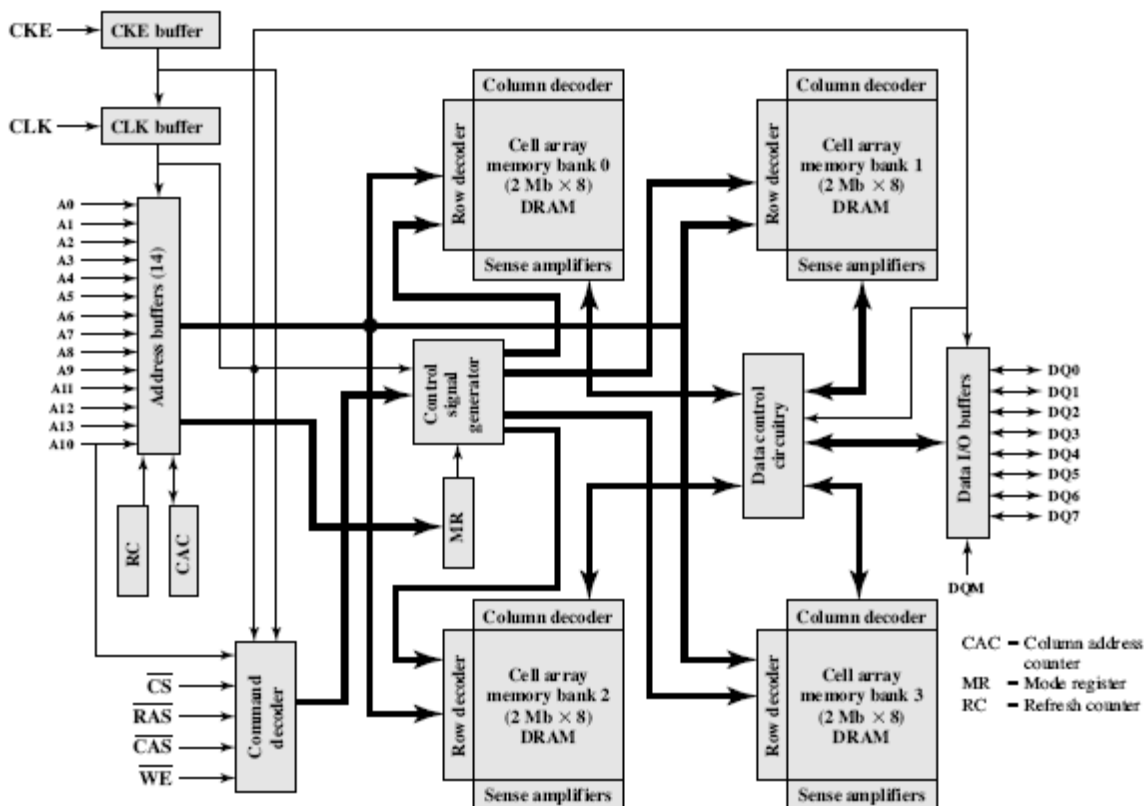 CKE
CKE buffer
CLK
CLK buffer
A0
A1
A2
A3
A4
A5
A6
A7
A8
A9
A11
A12
A13
A10
Address buffers (14)
RC
CAC
CS
RAS
CAS
WE
Command
decoder
Control
signal
generator
MR
Column decoder
Row decoder
Cell array
memory bank 0
(2 Mb × 8)
DRAM
Sense amplifiers
Column decoder
Row decoder
Cell array
memory bank 1
(2 Mb × 8)
DRAM
Sense amplifiers
Data control
circuitry
Data I/O buffers
DQ0
DQ1
DQ2
DQ3
DQ4
DQ5
DQ6
DQ7
DQM
Column decoder
Row decoder
Cell array
memory bank 2
(2 Mb × 8)
DRAM
Sense amplifiers
Column decoder
Row decoder
Cell array
memory bank 3
(2 Mb × 8)
DRAM
Sense amplifiers
CAC = Column address
counter
MR = Mode register
RC = Refresh counter